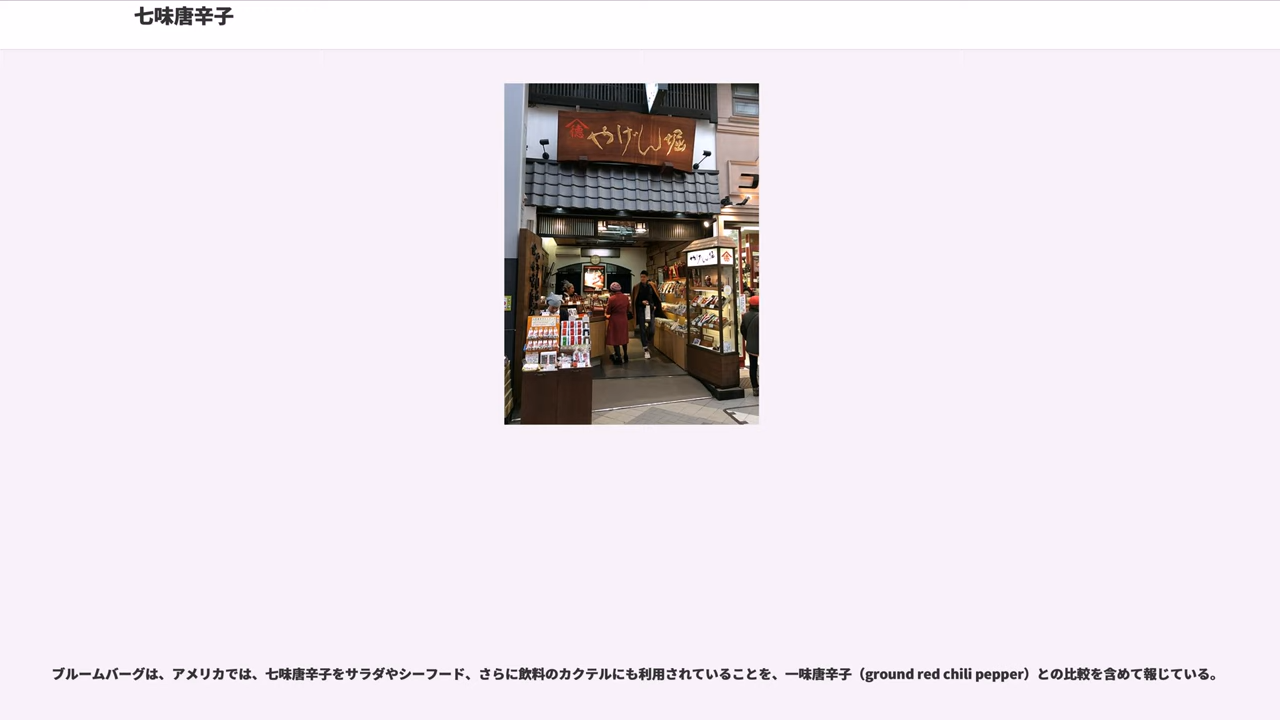 七味唐辛子
やげん堀
やげん堀
ブルームバーグは、アメリカでは、七味唐辛子をサラダやシーフード、さらに飲料のカクテルにも利用されていることを、一味唐辛子（ground red chili pepper）との比較を含めて報じている。